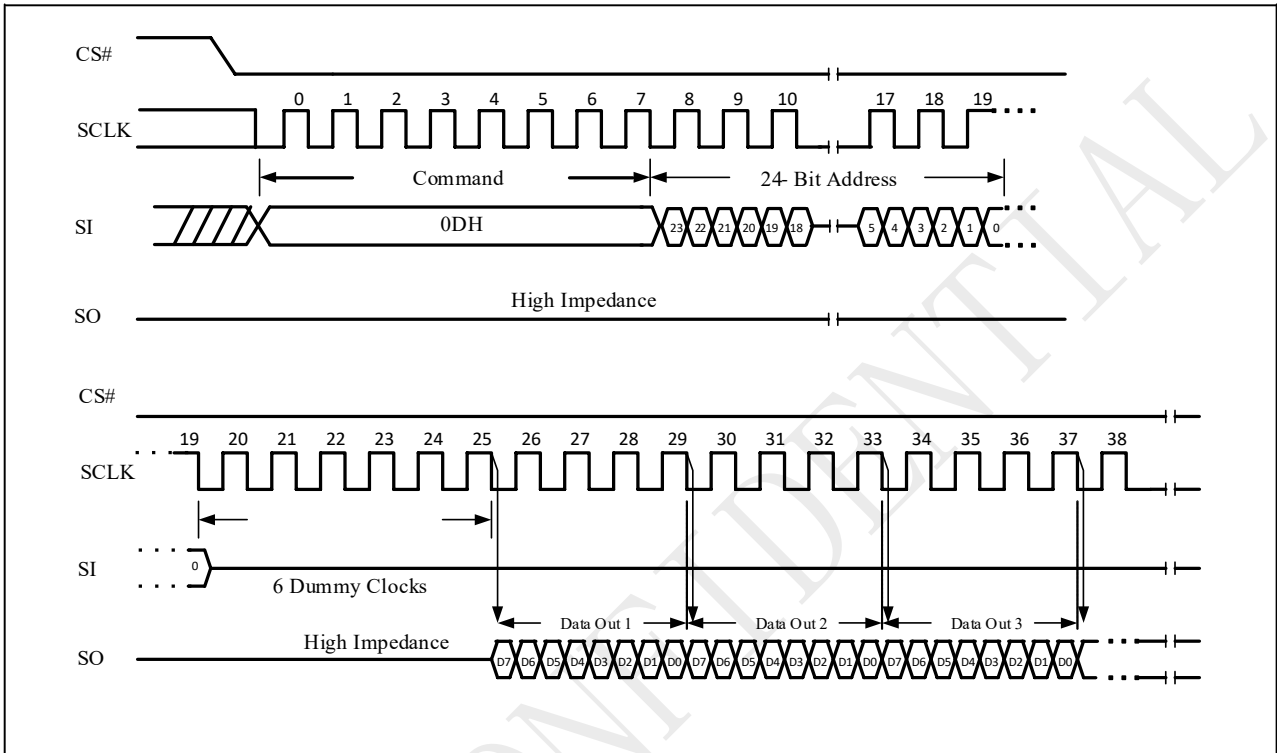 CS#
0 1 2 3 4 5 6 7 8 9 10 17 18 19
SCLK
Command 24- Bit Address
SI 0DH 23 22 21 20 19 18 5 4 3 2 1 0
High Impedance
SO
CS#
19 20 21 22 23 24 25 26 27 28 29 30 31 32 33 34 35 36 37 38
SCLK
SI 0
6 Dummy Clocks
Data Out 1 Data Out 2 Data Out 3
High Impedance
SO D7 D6 D5 D4 D3 D2 D1 D0 D7 D6 D5 D4 D3 D2 D1 D0 D7 D6 D5 D4 D3 D2 D1 D0
ONFIDENTIAL